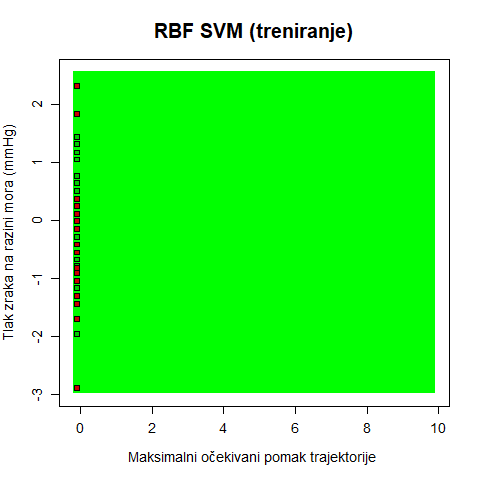 RBF SVM (treniranje)
Tlak zraka na razini mora (mmHg)
2
1
0
-1
-2
-3
0 2 4 6 8 10
Maksimalni očekivani pomak trajektorije